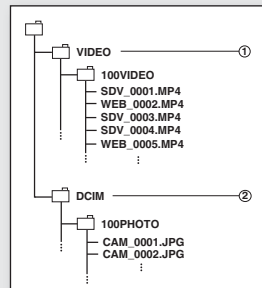 VIDEO ①
100VIDEO
SDV_0001.MP4
WEB_0002.MP4
SDV_0003.MP4
SDV_0004.MP4
WEB_0005.MP4
DCIM ②
100PHOTO
CAM_0001.JPG
CAM_0002.JPG